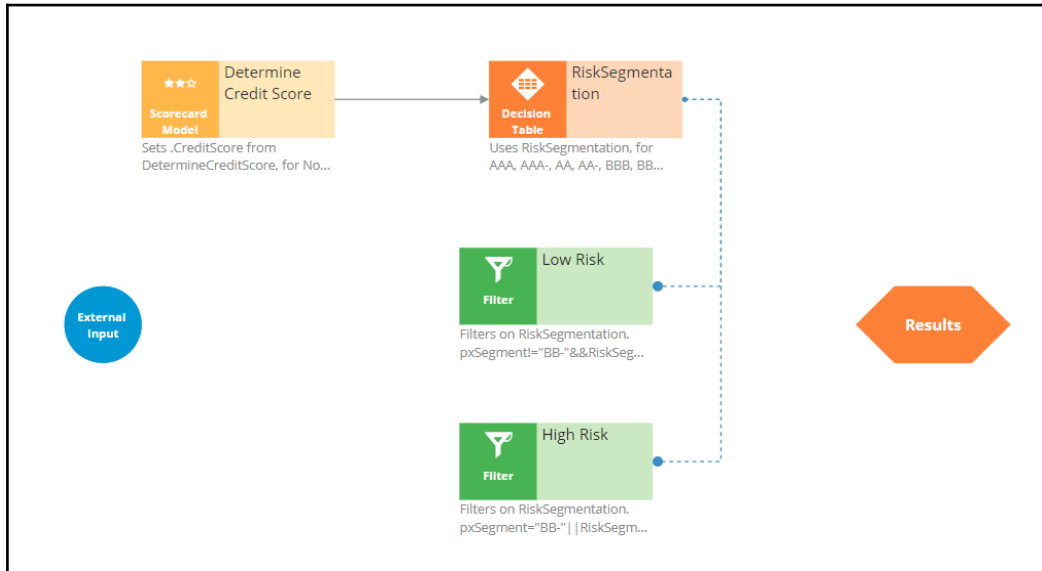 Determine
Credit Score
Scorecard
Model
Sets .CreditScore from
DetermineCreditScore, for No...
RiskSegmenta
tion
Decision
Table
Uses RiskSegmentation, for
AAA, AAA-, AA, AA-, BBB, BB...
External
Input
Low Risk
Filter
Filters on RiskSegmentation.
pxSegment!="BB-"&&RiskSeg...
Results
High Risk
Filter
Filters on RiskSegmentation.
pxSegment="BB-"||RiskSegm...